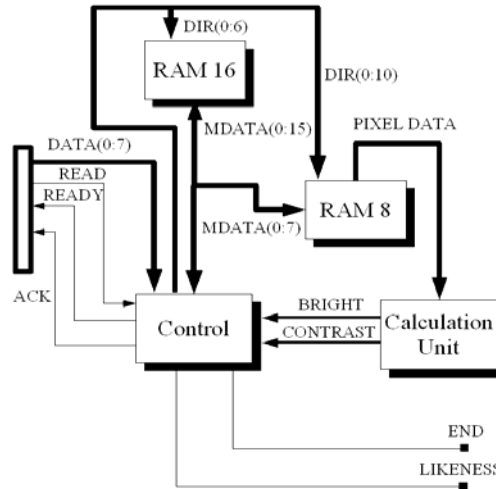 DIR(0:6)
RAM 16
DIR(0:10)
MDATA(0:15)
PIXEL DATA
DATA(0:7)
READ
READY
RAM 8
MDATA(0:7)
ACK
BRIGHT
Control
CONTRAST
Calculation
Unit
END
LIKENESS